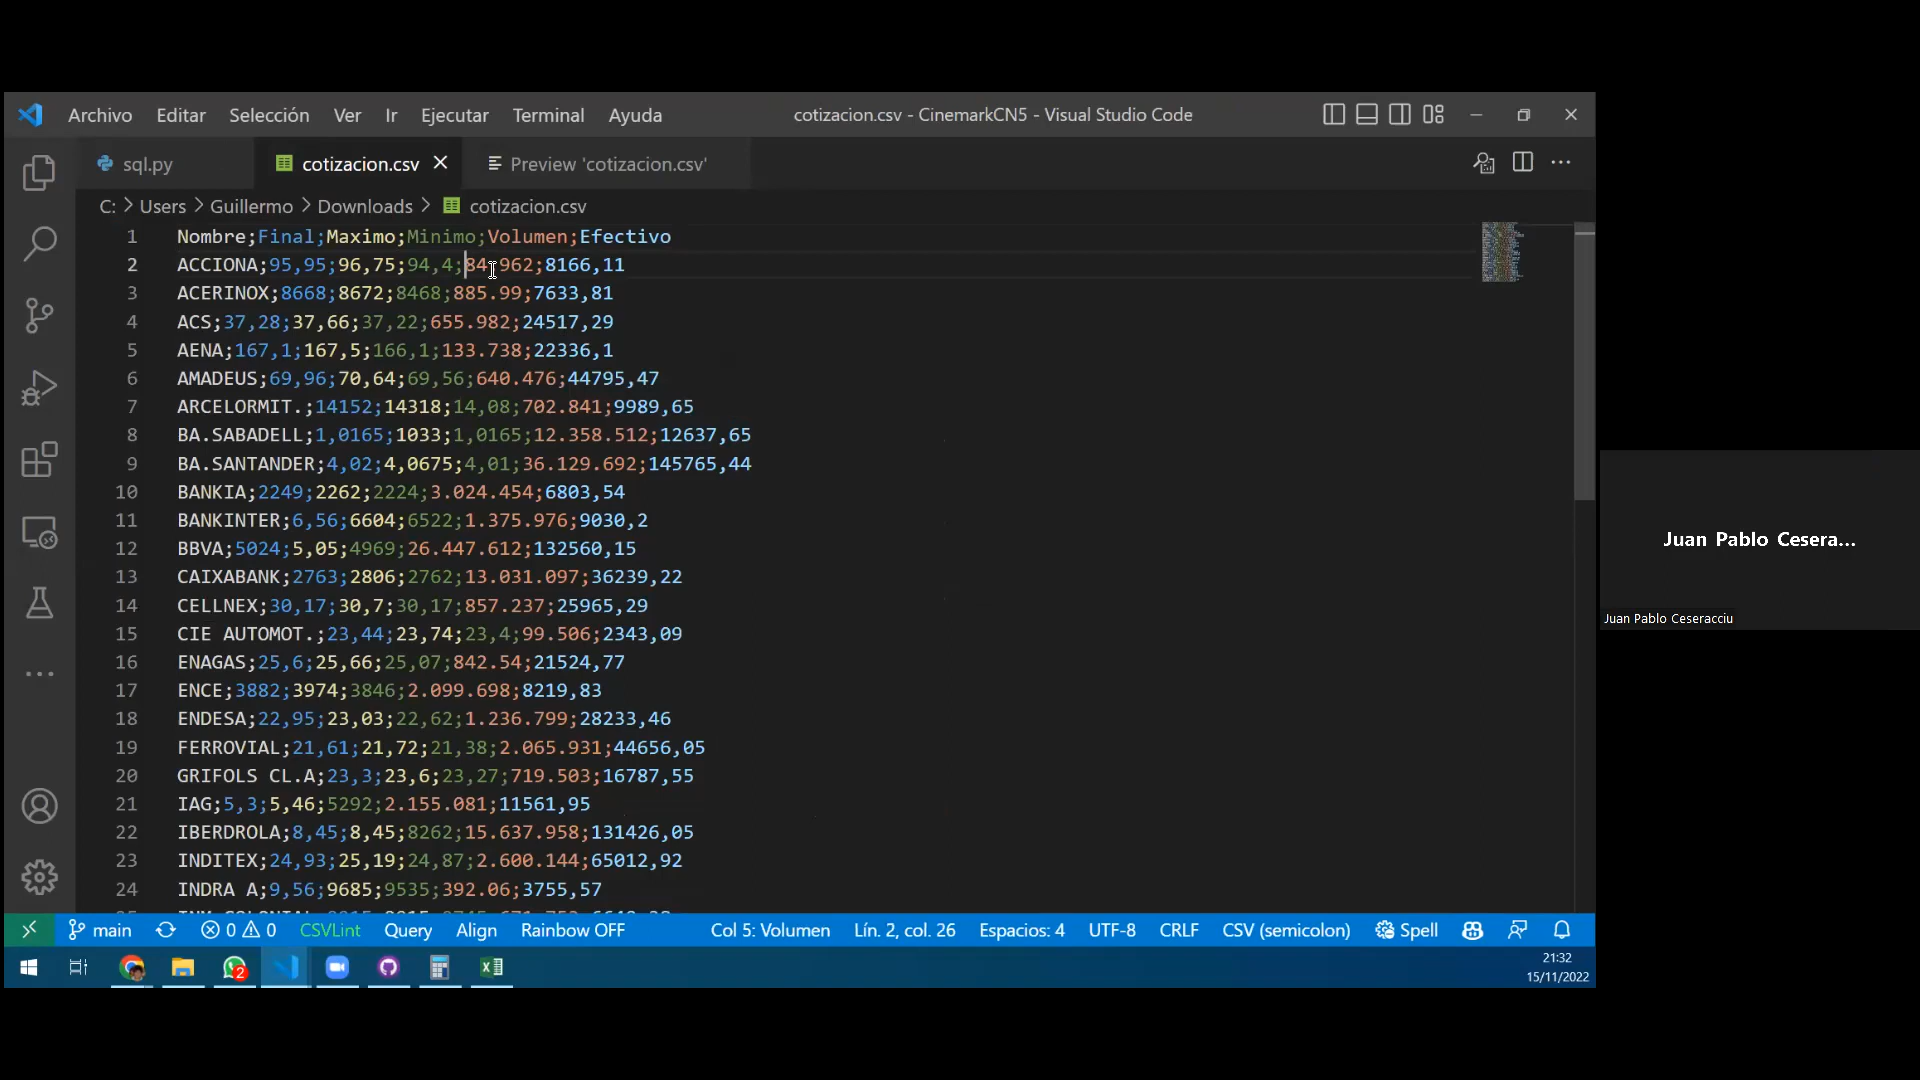 Archivo Editar Selección Ver Ir Ejecutar Terminal Ayuda cotizacion.csv - CinemarkCN5 - Visual Studio Code
sql.py cotizacion.csv Preview 'cotizacion.csv'
C: > Users > Guillermo > Downloads > cotizacion.csv
1 Nombre;Final;Maximo;Minimo;Volumen;Efectivo
2 ACCIONA;95,95;96,75;94,4;84.962;8166,11
3 ACERINOX;8668;8672;8468;885.99;7633,81
4 ACS;37,28;37,66;37,22;655.982;24517,29
5 AENA;167,1;167,5;166,1;133.738;22336,1
6 AMADEUS;69,96;70,64;69,56;640.476;44795,47
7 ARCELORMIT.;14152;14318;14,08;702.841;9989,65
8 BA.SABADELL;1,0165;1033;1,0165;12.358.512;12637,65
9 BA.SANTANDER;4,02;4,0675;4,01;36.129.692;145765,44
10 BANKIA;2249;2262;2224;3.024.454;6803,54
11 BANKINTER;6,56;6604;6522;1.375.976;9030,2
12 BBVA;5024;5,05;4969;26.447.612;132560,15
13 CAIXABANK;2763;2806;2762;13.031.097;36239,22
14 CELLNEX;30,17;30,7;30,17;857.237;25965,29
15 CIE AUTOMOT.;23,44;23,74;23,4;99.506;2343,09
16 ENAGAS;25,6;25,66;25,07;842.54;21524,77
17 ENCE;3882;3974;3846;2.099.698;8219,83
18 ENDESA;22,95;23,03;22,62;1.236.799;28233,46
19 FERROVIAL;21,61;21,72;21,38;2.065.931;44656,05
20 GRIFOLS CL.A;23,3;23,6;23,27;719.503;16787,55
21 IAG;5,3;5,46;5292;2.155.081;11561,95
22 IBERDROLA;8,45;8,45;8262;15.637.958;131426,05
23 INDITEX;24,93;25,19;24,87;2.600.144;65012,92
24 INDRA A;9,56;9685;9535;392.06;3755,57
main 0 0 CSVLint Query Align Rainbow OFF Col 5: Volumen Lín. 2, col. 26 Espacios: 4 UTF-8 CRLF CSV (semicolon) Spell
2
21:32
15/11/2022
Juan Pablo Cesera...
Juan Pablo Ceseracciu